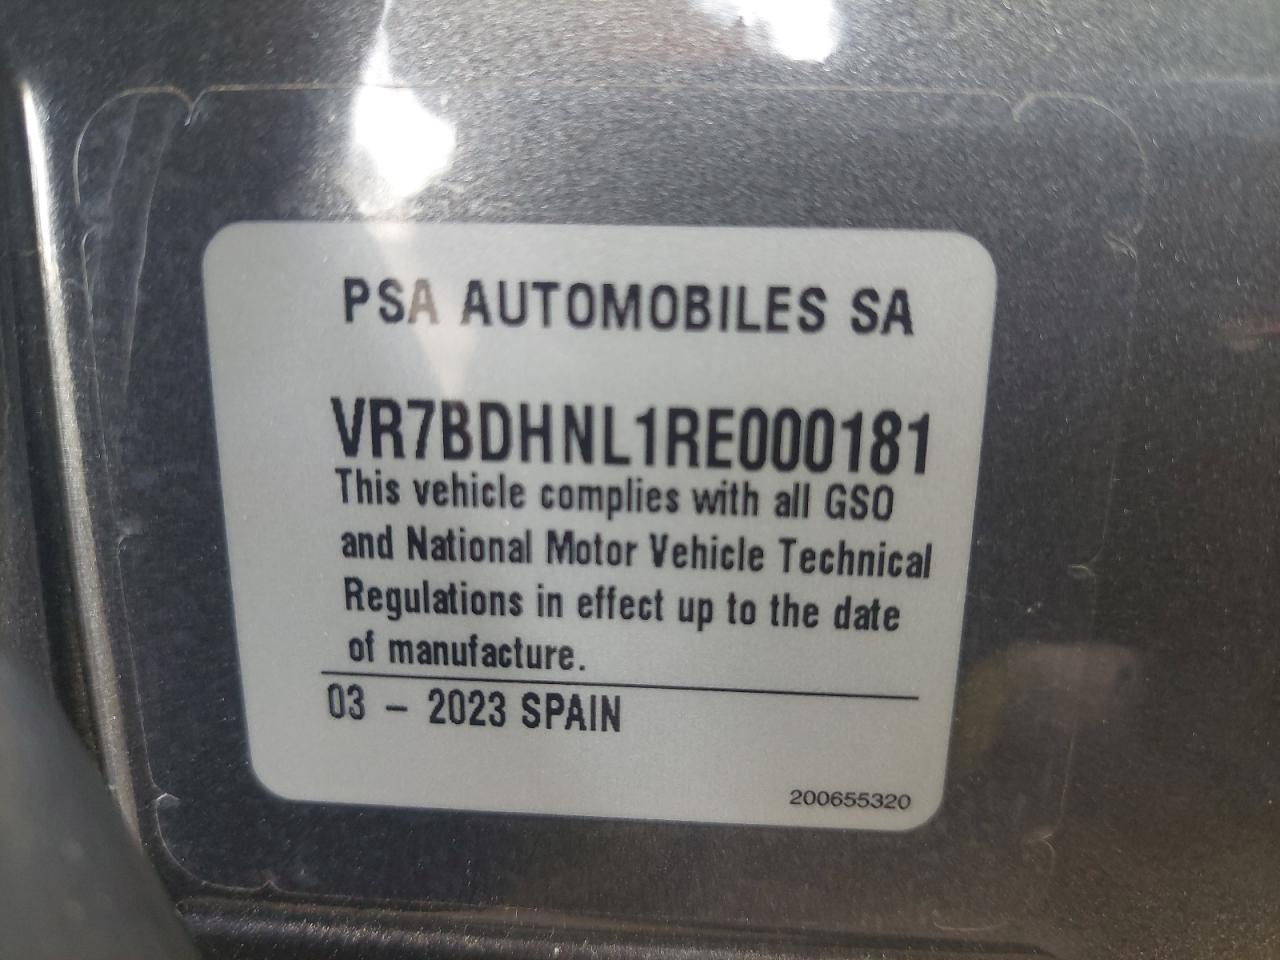 PSA AUTOMOBILES SA
VR7BDHNL1RE000181
This vehicle complies with all GSO
and National Motor Vehicle Technical
Regulations in effect up to the date
of manufacture.
03 - 2023 SPAIN
200655320